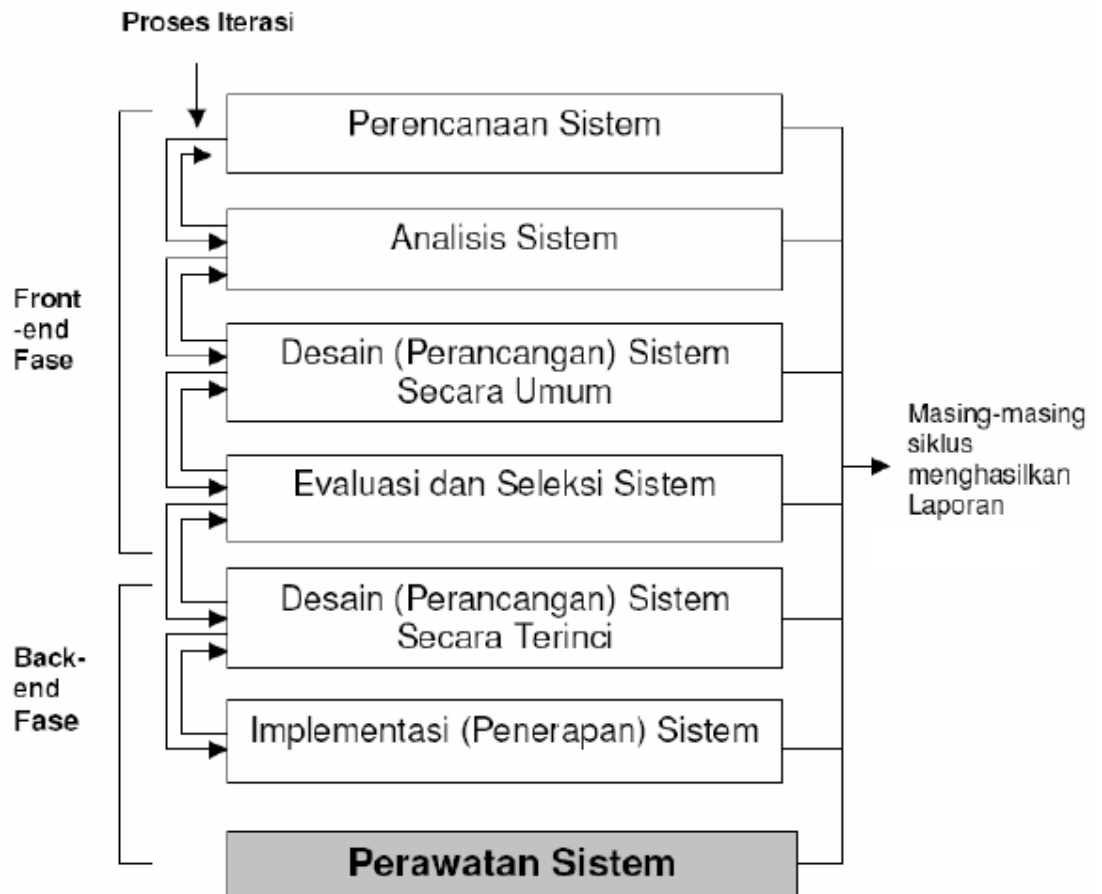 Proses Iterasi
Perencanaan Sistem
Analisis Sistem
Front
-end
Fase
Desain (Perancangan) Sistem
Secara Umum
Masing-masing
siklus
menghasilkan
Laporan
Evaluasi dan Seleksi Sistem
Desain (Perancangan) Sistem
Secara Terinci
Back-
end
Fase
Implementasi (Penerapan) Sistem
Perawatan Sistem